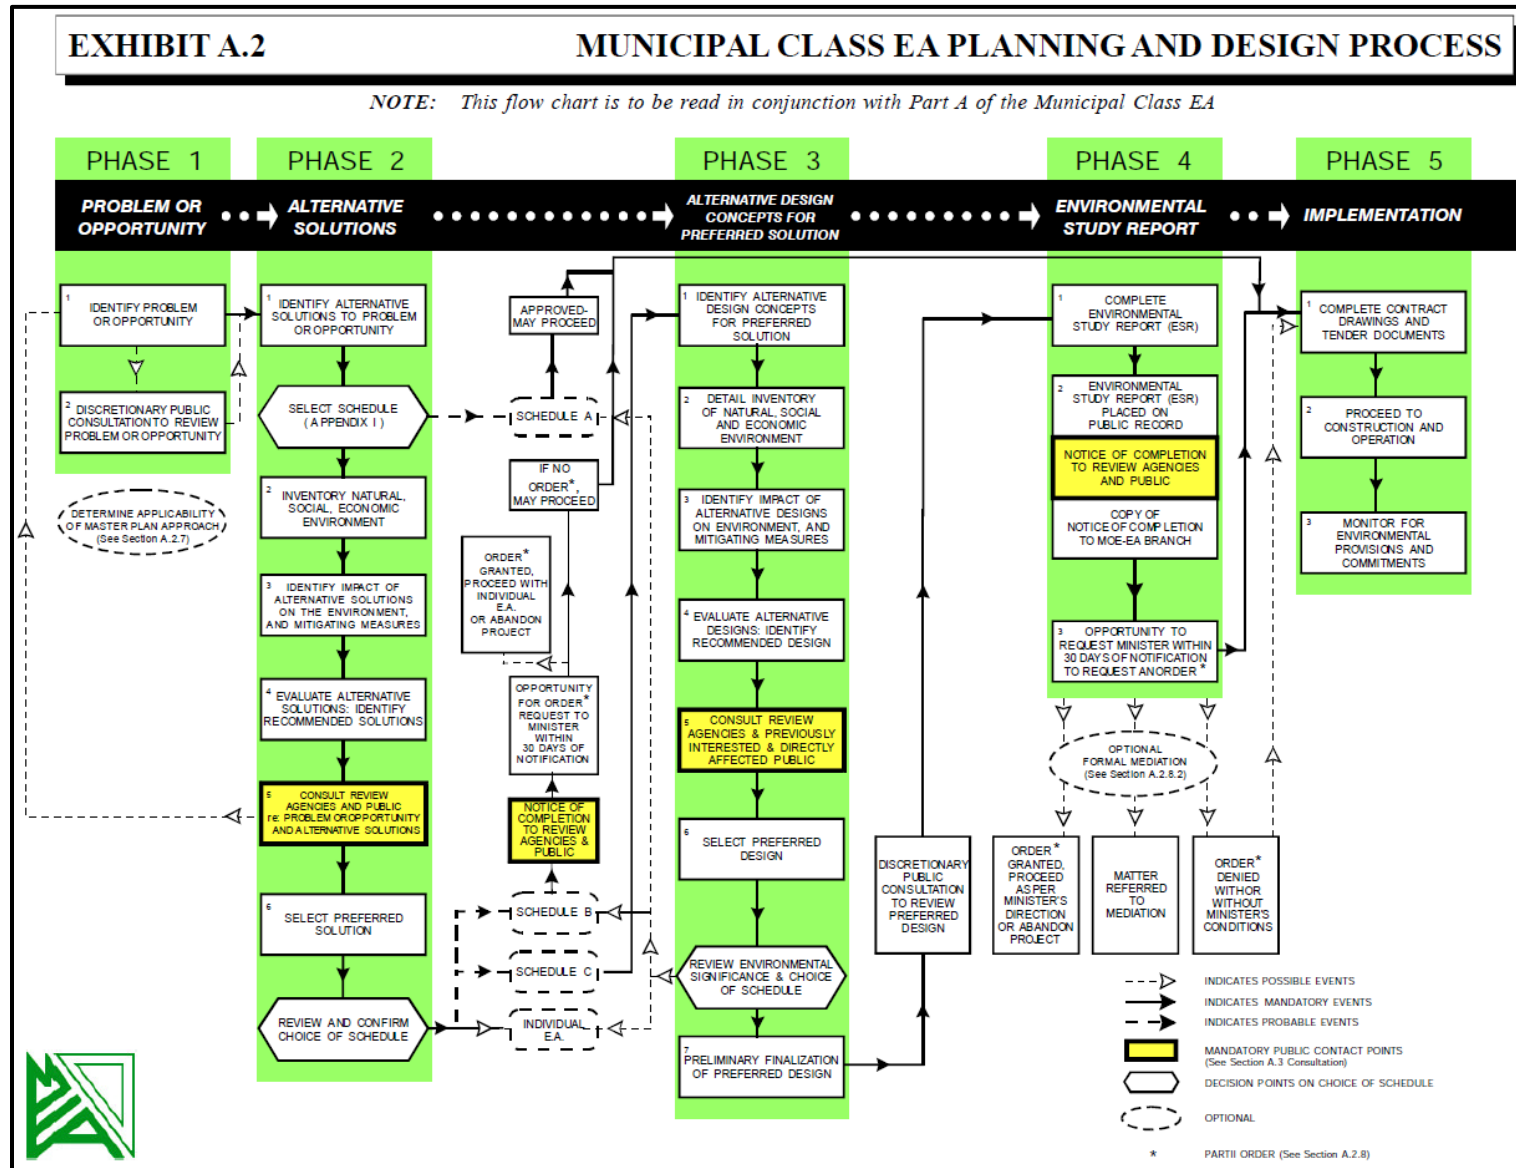 EXHIBIT A.2
MUNICIPAL CLASS EA PLANNING AND DESIGN PROCESS
NOTE: This flow chart is to be read in conjunction with Part A of the Municipal Class EA
PHASE 1
PHASE 2
PHASE 3
PHASE 4
PHASE 5
PROBLEM OR
OPPORTUNITY
ALTERNATIVE
SOLUTIONS
ALTERNATIVE DESIGN
CONCEPTS FOR
PREFERRED SOLUTION
ENVIRONMENTAL
STUDY REPORT
IMPLEMENTATION
1
IDENTIFY PROBLEM
OR OPPORTUNITY
2
DISCRETIONARY PUBLIC
CONSULTATION TO REVIEW
PROBLEM OR OPPORTUNITY
DETERMINE APPLICABILITY
OF MASTER PLAN APPROACH
(See Section A.2.7)
1
IDENTIFY ALTERNATIVE
SOLUTIONS TO PROBLEM
OR OPPORTUNITY
SELECT SCHEDULE
(APPENDIX I)
2
INVENTORY NATURAL,
SOCIAL, ECONOMIC
ENVIRONMENT
3
IDENTIFY IMPACT OF
ALTERNATIVE SOLUTIONS
ON THE ENVIRONMENT,
AND MITIGATING MEASURES
4
EVALUATE ALTERNATIVE
SOLUTIONS: IDENTIFY
RECOMMENDED SOLUTIONS
5
CONSULT REVIEW
AGENCIES AND PUBLIC
re: PROBLEM OR OPPORTUNITY
AND ALTERNATIVE SOLUTIONS
6
SELECT PREFERRED
SOLUTION
REVIEW AND CONFIRM
CHOICE OF SCHEDULE
APPROVED-
MAY PROCEED
SCHEDULE A
IF NO
ORDER*,
MAY PROCEED
ORDER*
GRANTED,
PROCEED WITH
INDIVIDUAL
E.A.
OR ABANDON
PROJECT
OPPORTUNITY
FOR ORDER*
REQUEST TO
MINISTER
WITHIN
30 DAYS OF
NOTIFICATION
NOTICE OF
COMPLETION
TO REVIEW
AGENCIES &
PUBLIC
SCHEDULE B
SCHEDULE C
INDIVIDUAL
E.A.
1
IDENTIFY ALTERNATIVE
DESIGN CONCEPTS
FOR PREFERRED
SOLUTION
2
DETAIL INVENTORY
OF NATURAL, SOCIAL
AND ECONOMIC
ENVIRONMENT
3
IDENTIFY IMPACT OF
ALTERNATIVE DESIGNS
ON ENVIRONMENT, AND
MITIGATING MEASURES
4
EVALUATE ALTERNATIVE
DESIGNS: IDENTIFY
RECOMMENDED DESIGN
5
CONSULT REVIEW
AGENCIES & PREVIOUSLY
INTERESTED & DIRECTLY
AFFECTED PUBLIC
6
SELECT PREFERRED
DESIGN
REVIEW ENVIRONMENTAL
SIGNIFICANCE & CHOICE
OF SCHEDULE
7
PRELIMINARY FINALIZATION
OF PREFERRED DESIGN
DISCRETIONARY
PUBLIC
CONSULTATION
TO REVIEW
PREFERRED
DESIGN
1
COMPLETE
ENVIRONMENTAL
STUDY REPORT (ESR)
2
ENVIRONMENTAL
STUDY REPORT (ESR)
PLACED ON
PUBLIC RECORD
NOTICE OF COMPLETION
TO REVIEW AGENCIES
AND PUBLIC
COPY OF
NOTICE OF COMPLETION
TO MOE-EA BRANCH
3
OPPORTUNITY TO
REQUEST MINISTER WITHIN
30 DAYS OF NOTIFICATION
TO REQUEST AN ORDER*
OPTIONAL
FORMAL MEDIATION
(See Section A.2.8.2)
ORDER*
GRANTED,
PROCEED
AS PER
MINISTER'S
DIRECTION
OR ABANDON
PROJECT
MATTER
REFERRED
TO
MEDIATION
ORDER*
DENIED
WITH OR
WITHOUT
MINISTER'S
CONDITIONS
1
COMPLETE CONTRACT
DRAWINGS AND
TENDER DOCUMENTS
2
PROCEED TO
CONSTRUCTION AND
OPERATION
3
MONITOR FOR
ENVIRONMENTAL
PROVISIONS AND
COMMITMENTS
INDICATES POSSIBLE EVENTS
INDICATES MANDATORY EVENTS
INDICATES PROBABLE EVENTS
MANDATORY PUBLIC CONTACT POINTS
(See Section A.3 Consultation)
DECISION POINTS ON CHOICE OF SCHEDULE
OPTIONAL
* PART II ORDER (See Section A.2.8)
MEA